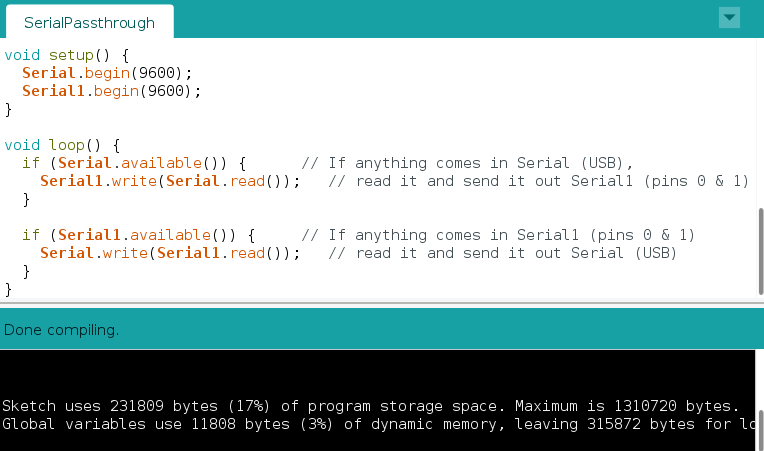 SerialPassthrough
void setup() {
  Serial.begin(9600);
  Serial1.begin(9600);
}
void loop() {
  if (Serial.available()) {      // If anything comes in Serial (USB),
    Serial1.write(Serial.read());   // read it and send it out Serial1 (pins 0 & 1)
  }
  if (Serial1.available()) {     // If anything comes in Serial1 (pins 0 & 1)
    Serial.write(Serial1.read());   // read it and send it out Serial (USB)
  }
}
Done compiling.
Sketch uses 231809 bytes (17%) of program storage space. Maximum is 1310720 bytes.
Global variables use 11808 bytes (3%) of dynamic memory, leaving 315872 bytes for lo